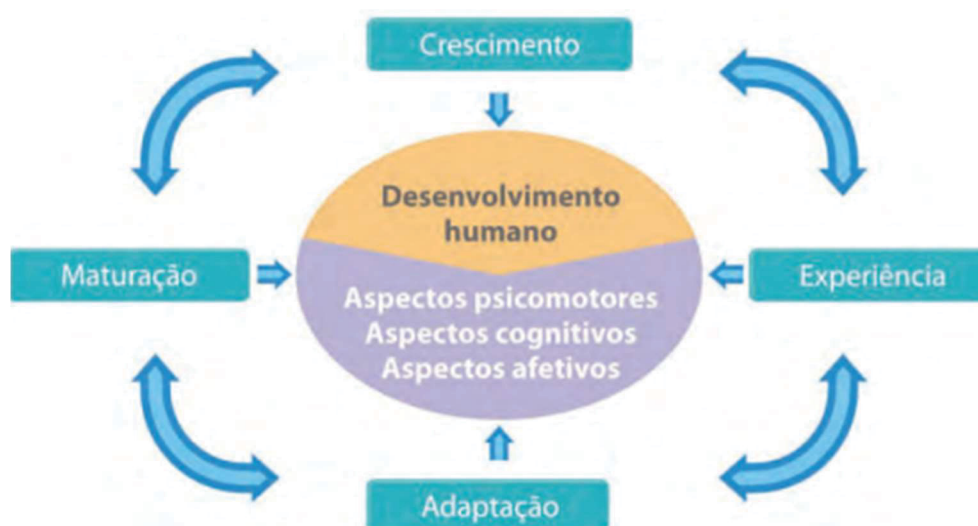 Crescimento
Desenvolvimento
humano
Maturação
Experiência
Aspectos psicomotores
Aspectos cognitivos
Aspectos afetivos
Adaptação